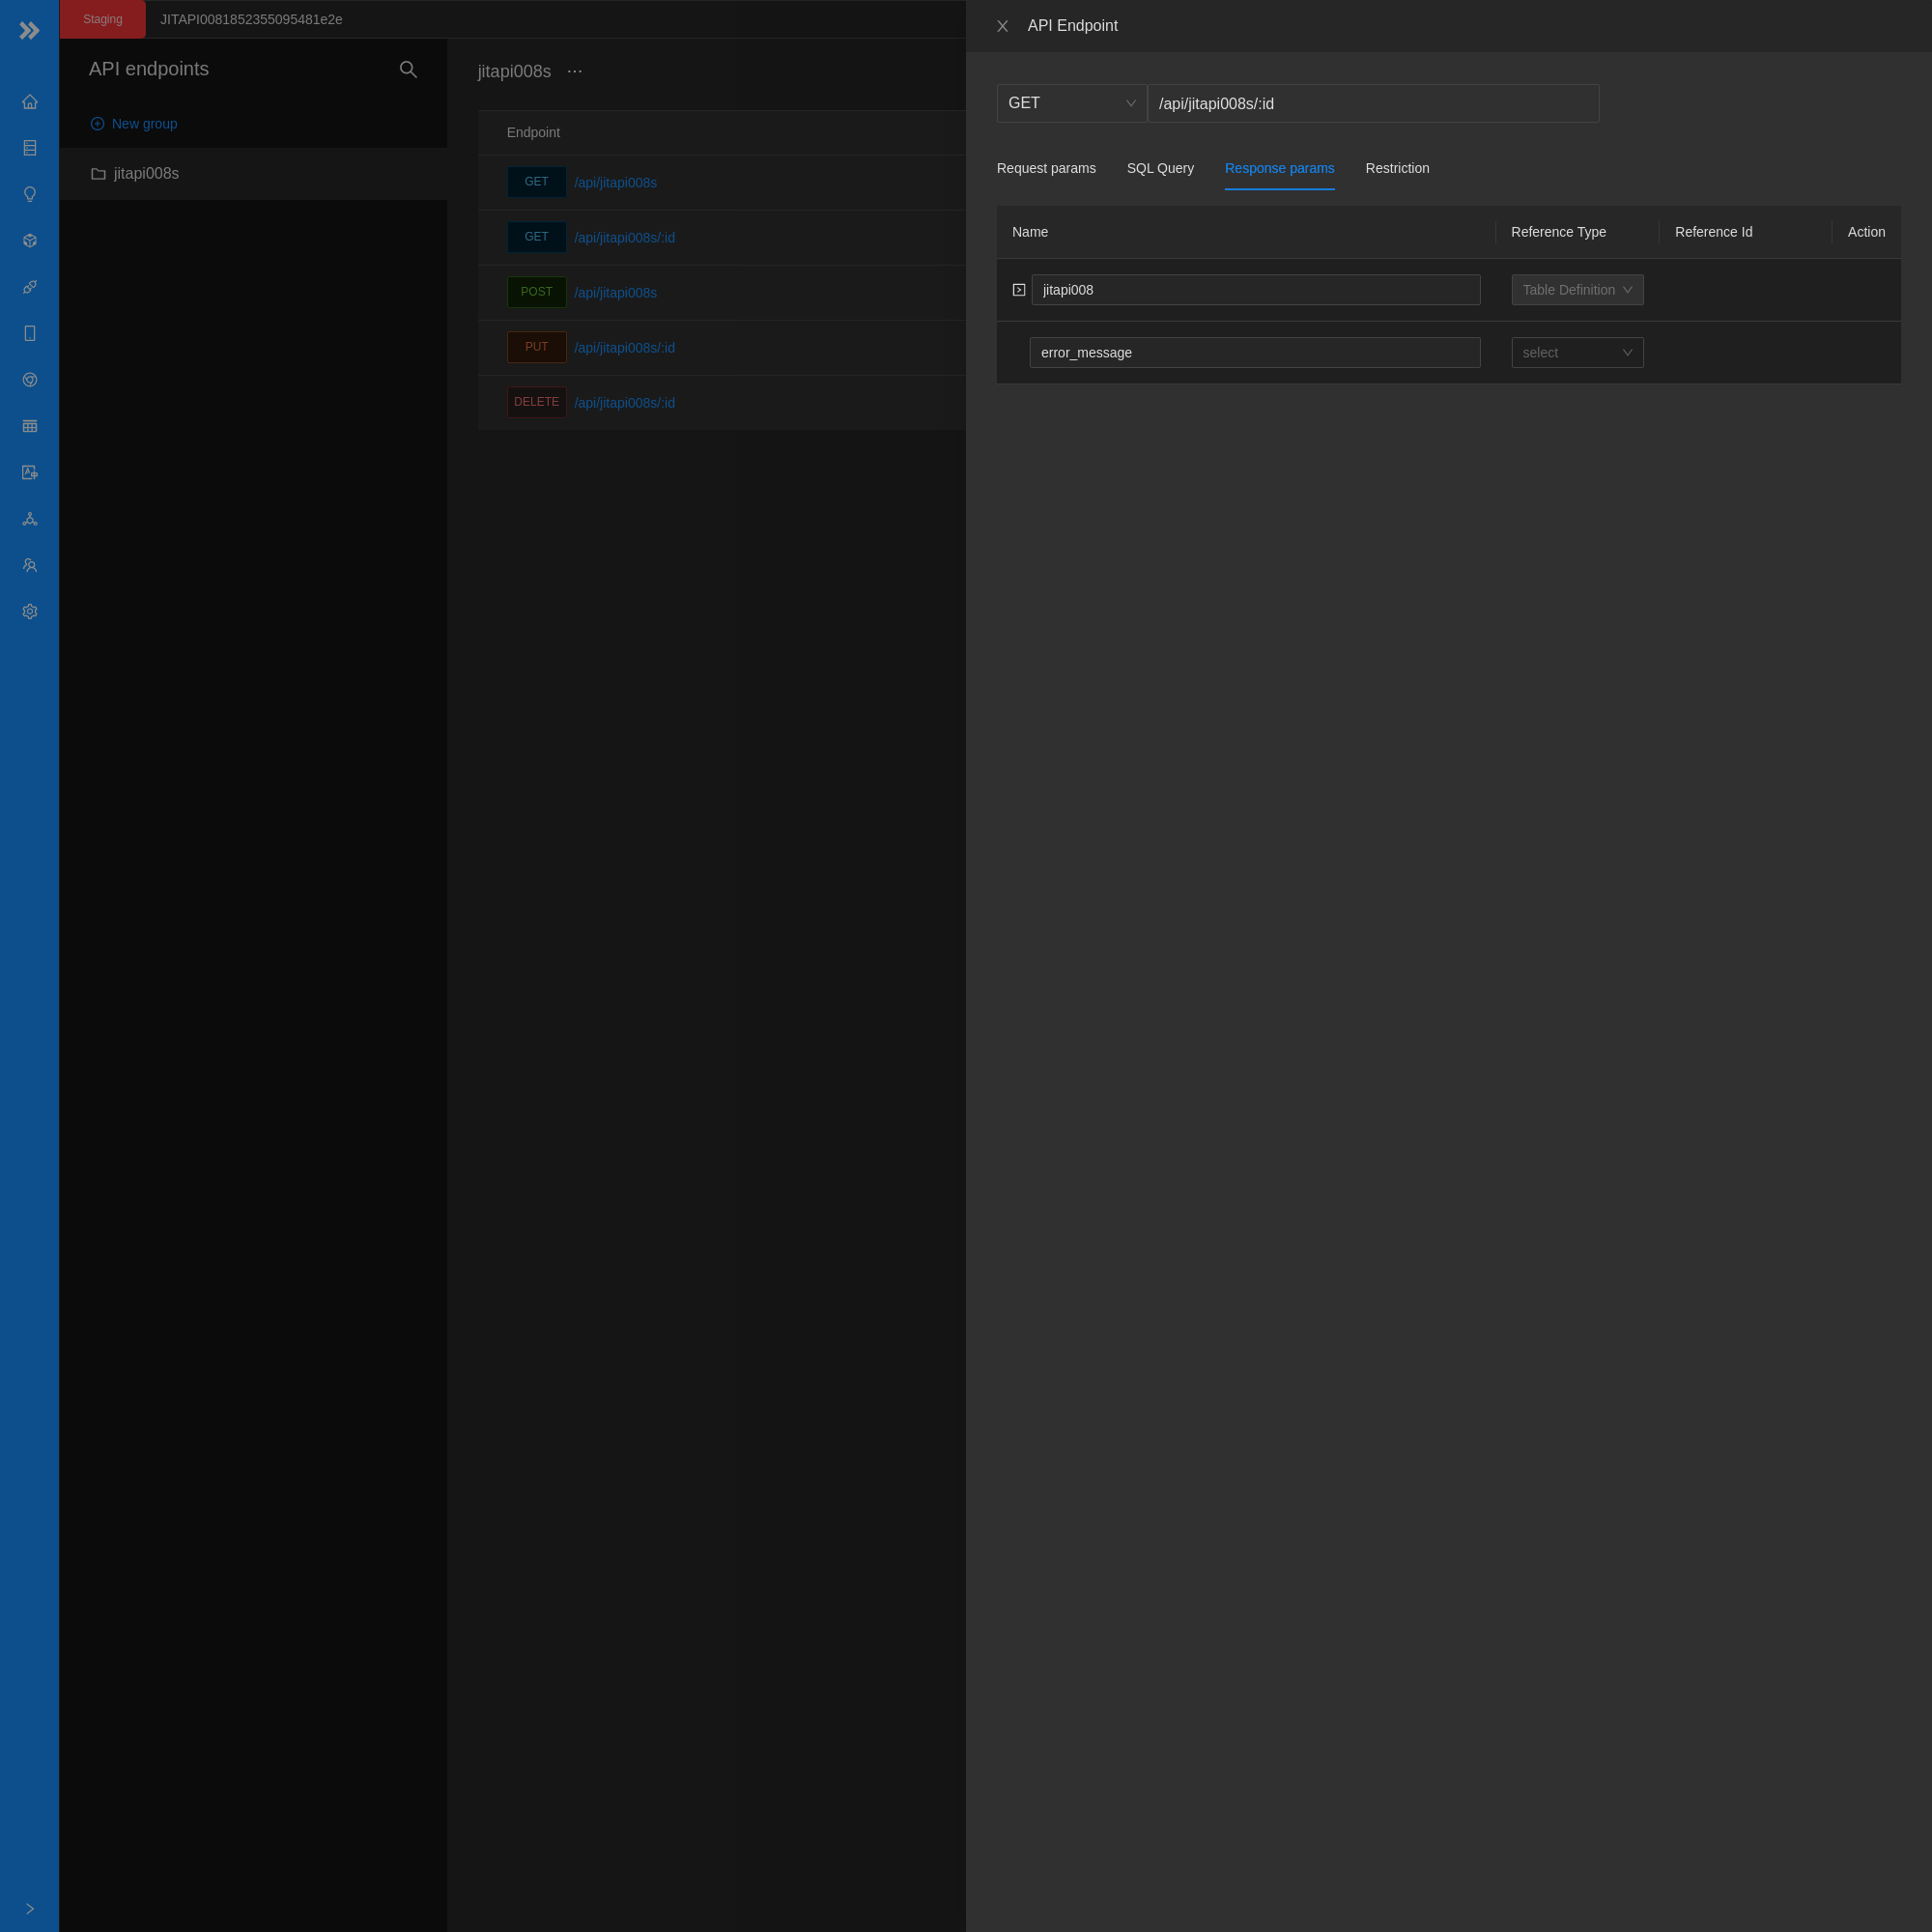 Staging
JITAPI0081852355095481e2e
API endpoints
New group
jitapi008s
jitapi008s
Endpoint
GET /api/jitapi008s
GET /api/jitapi008s/:id
POST /api/jitapi008s
PUT /api/jitapi008s/:id
DELETE /api/jitapi008s/:id
API Endpoint
GET /api/jitapi008s/:id
Request params SQL Query Response params Restriction
Name Reference Type Reference Id Action
jitapi008 Table Definition
error_message select